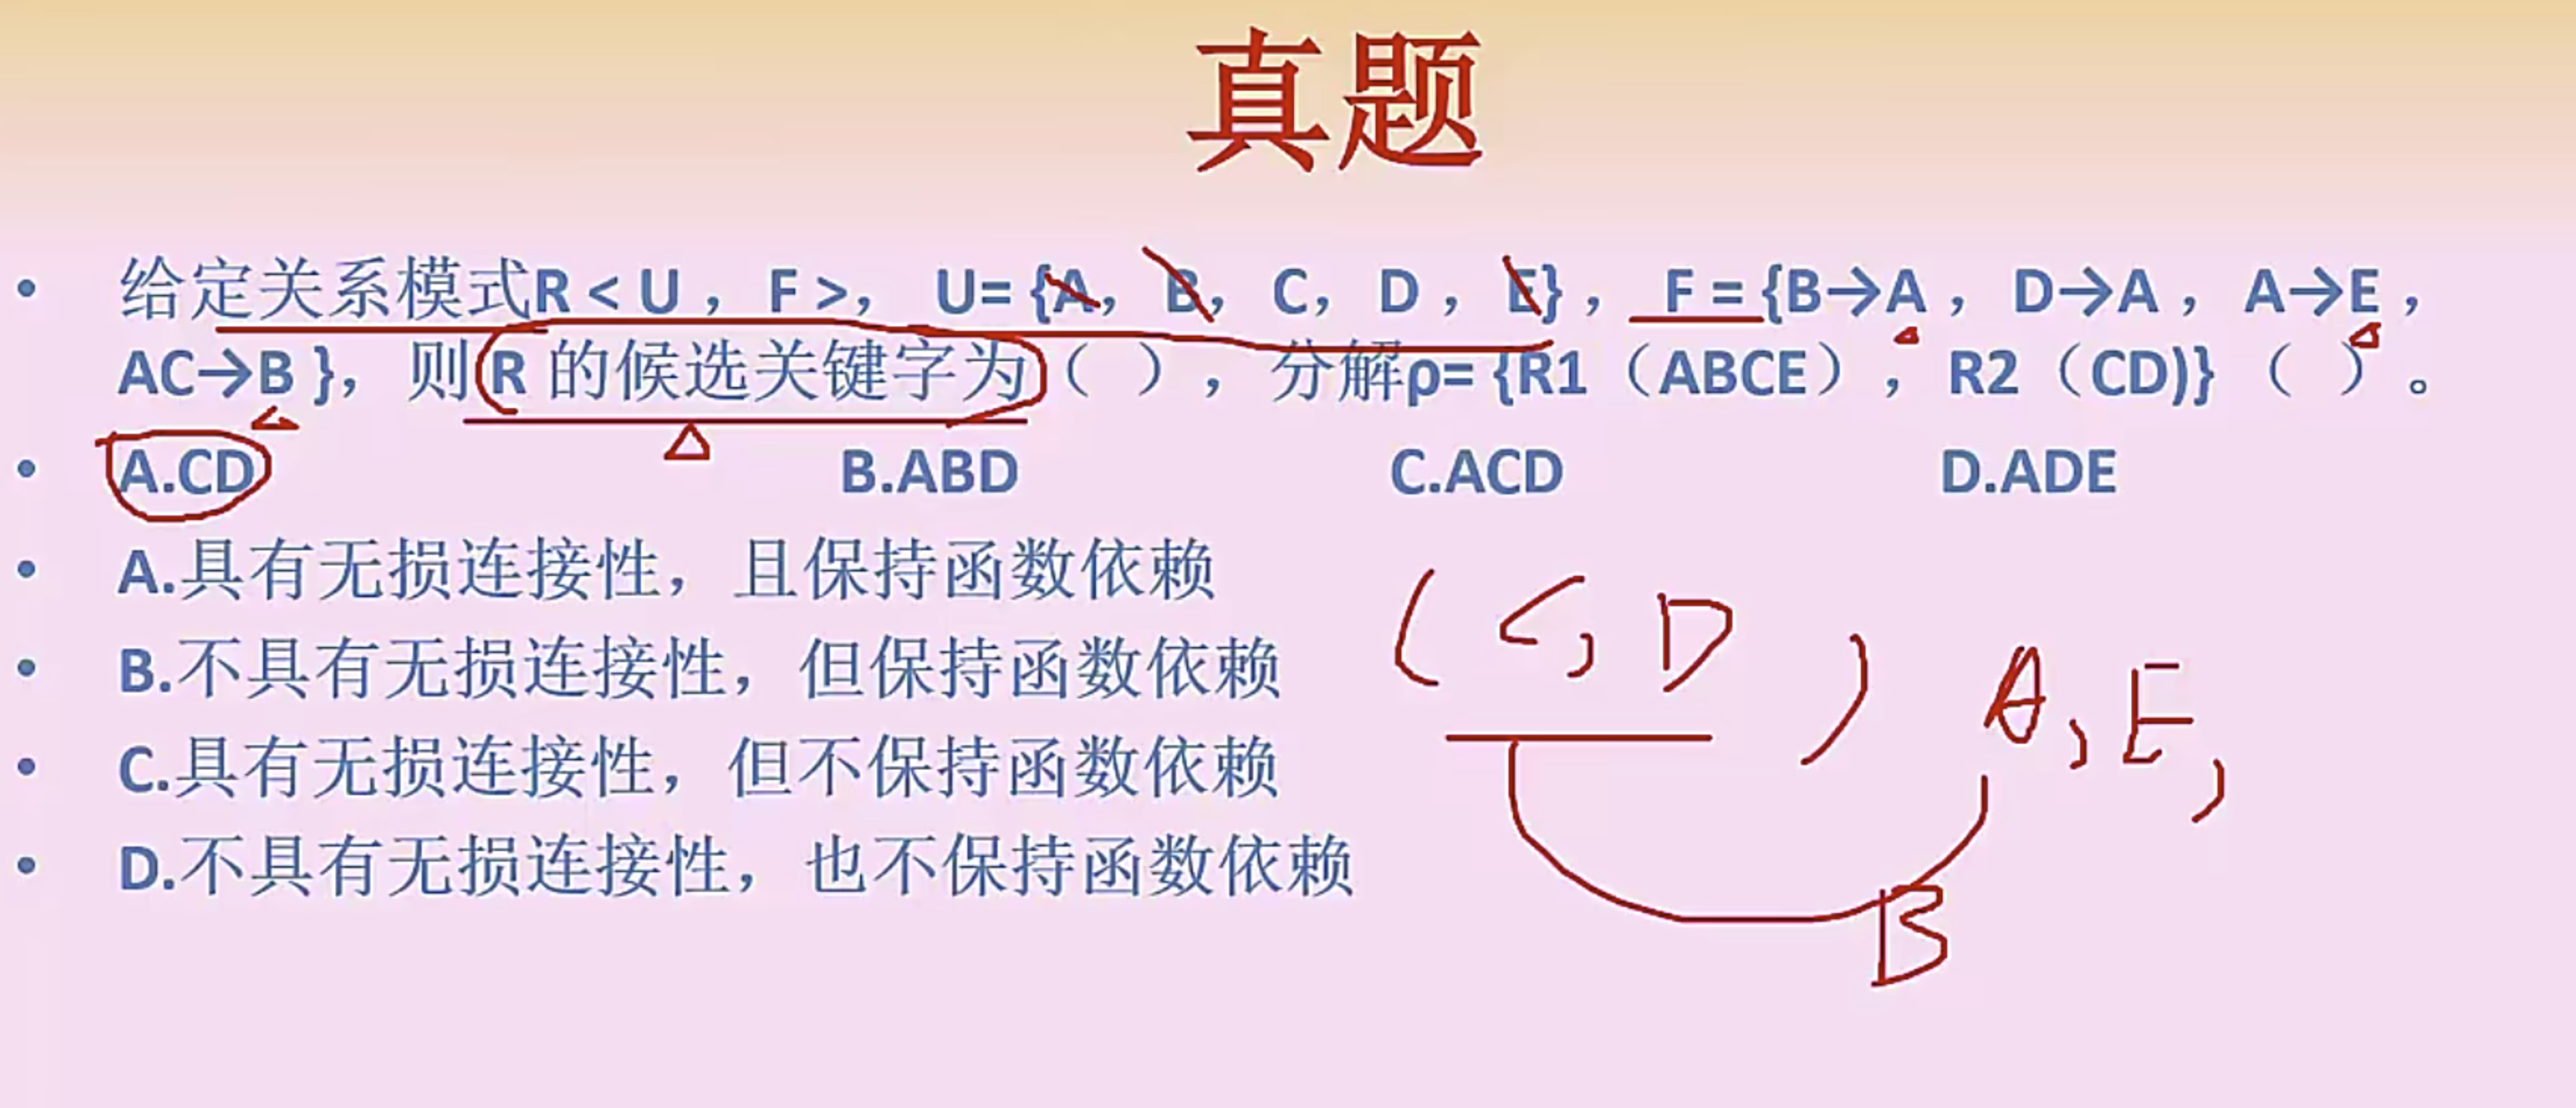 真题
• 给定关系模式R < U , F >, U= {A, B, C, D , E} , F = {B→A , D→A , A→E ,
AC→B }, 则 R 的候选关键字为（ ）, 分解ρ= {R1（ABCE）, R2（CD)} （ ）。
• A.CD B.ABD C.ACD D.ADE
• A.具有无损连接性，且保持函数依赖
• B.不具有无损连接性，但保持函数依赖
• C.具有无损连接性，但不保持函数依赖
• D.不具有无损连接性，也不保持函数依赖
(C, D) A, E,
B